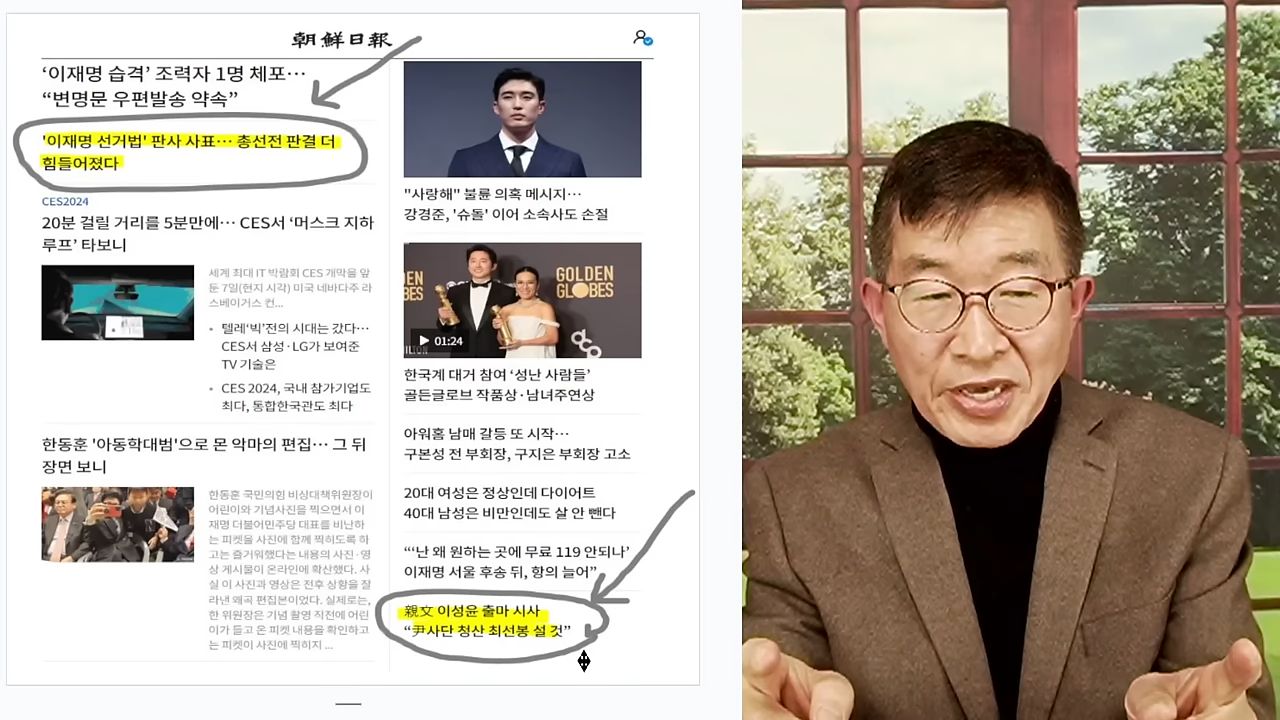 朝鮮日報
‘이재명 습격’ 조력자 1명 체포…
“변명문 우편발송 약속”
'이재명 선거법' 판사 사표… 총선전 판결 더
힘들어졌다
CES2024
20분 걸릴 거리를 5분만에… CES서 ‘머스크 지하
루프’ 타보니
세계 최대 IT 박람회 CES 개막을 앞
둔 7일(현지 시각) 미국 네바다주 라
스베이거스 컨...
텔레‘빅’전의 시대는 갔다…
CES서 삼성·LG가 보여준
TV 기술은
CES 2024, 국내 참가기업도
최다, 통합한국관도 최다
한동훈 '아동학대범'으로 몬 악마의 편집… 그 뒤
장면 보니
한동훈 국민의힘 비상대책위원장이
어린이와 기념사진을 찍으면서 이
재명 더불어민주당 대표를 비난하
는 피켓을 사진에 함께 찍히도록 하
고는 즐거워했다는 내용의 사진·영
상 게시물이 온라인에 확산했다. 사
실 이 사진과 영상은 전후 상황을 잘
라낸 왜곡 편집본이었다. 실제로는,
한 위원장은 기념 촬영 직전에 어린
이가 들고 온 피켓 내용을 확인하고
는 피켓이 사진에 찍히지 ...
"사랑해" 불륜 의혹 메시지…
강경준, '슈돌' 이어 소속사도 손절
GOLDEN
GLOBES
01:24
한국계 대거 참여 ‘성난 사람들’
골든글로브 작품상·남녀주연상
아워홈 남매 갈등 또 시작…
구본성 전 부회장, 구지은 부회장 고소
20대 여성은 정상인데 다이어트
40대 남성은 비만인데도 살 안 뺀다
“‘난 왜 원하는 곳에 무료 119 안되나’
이재명 서울 후송 뒤, 항의 늘어”
親文 이성윤 출마 시사
“尹사단 청산 최선봉 설 것”